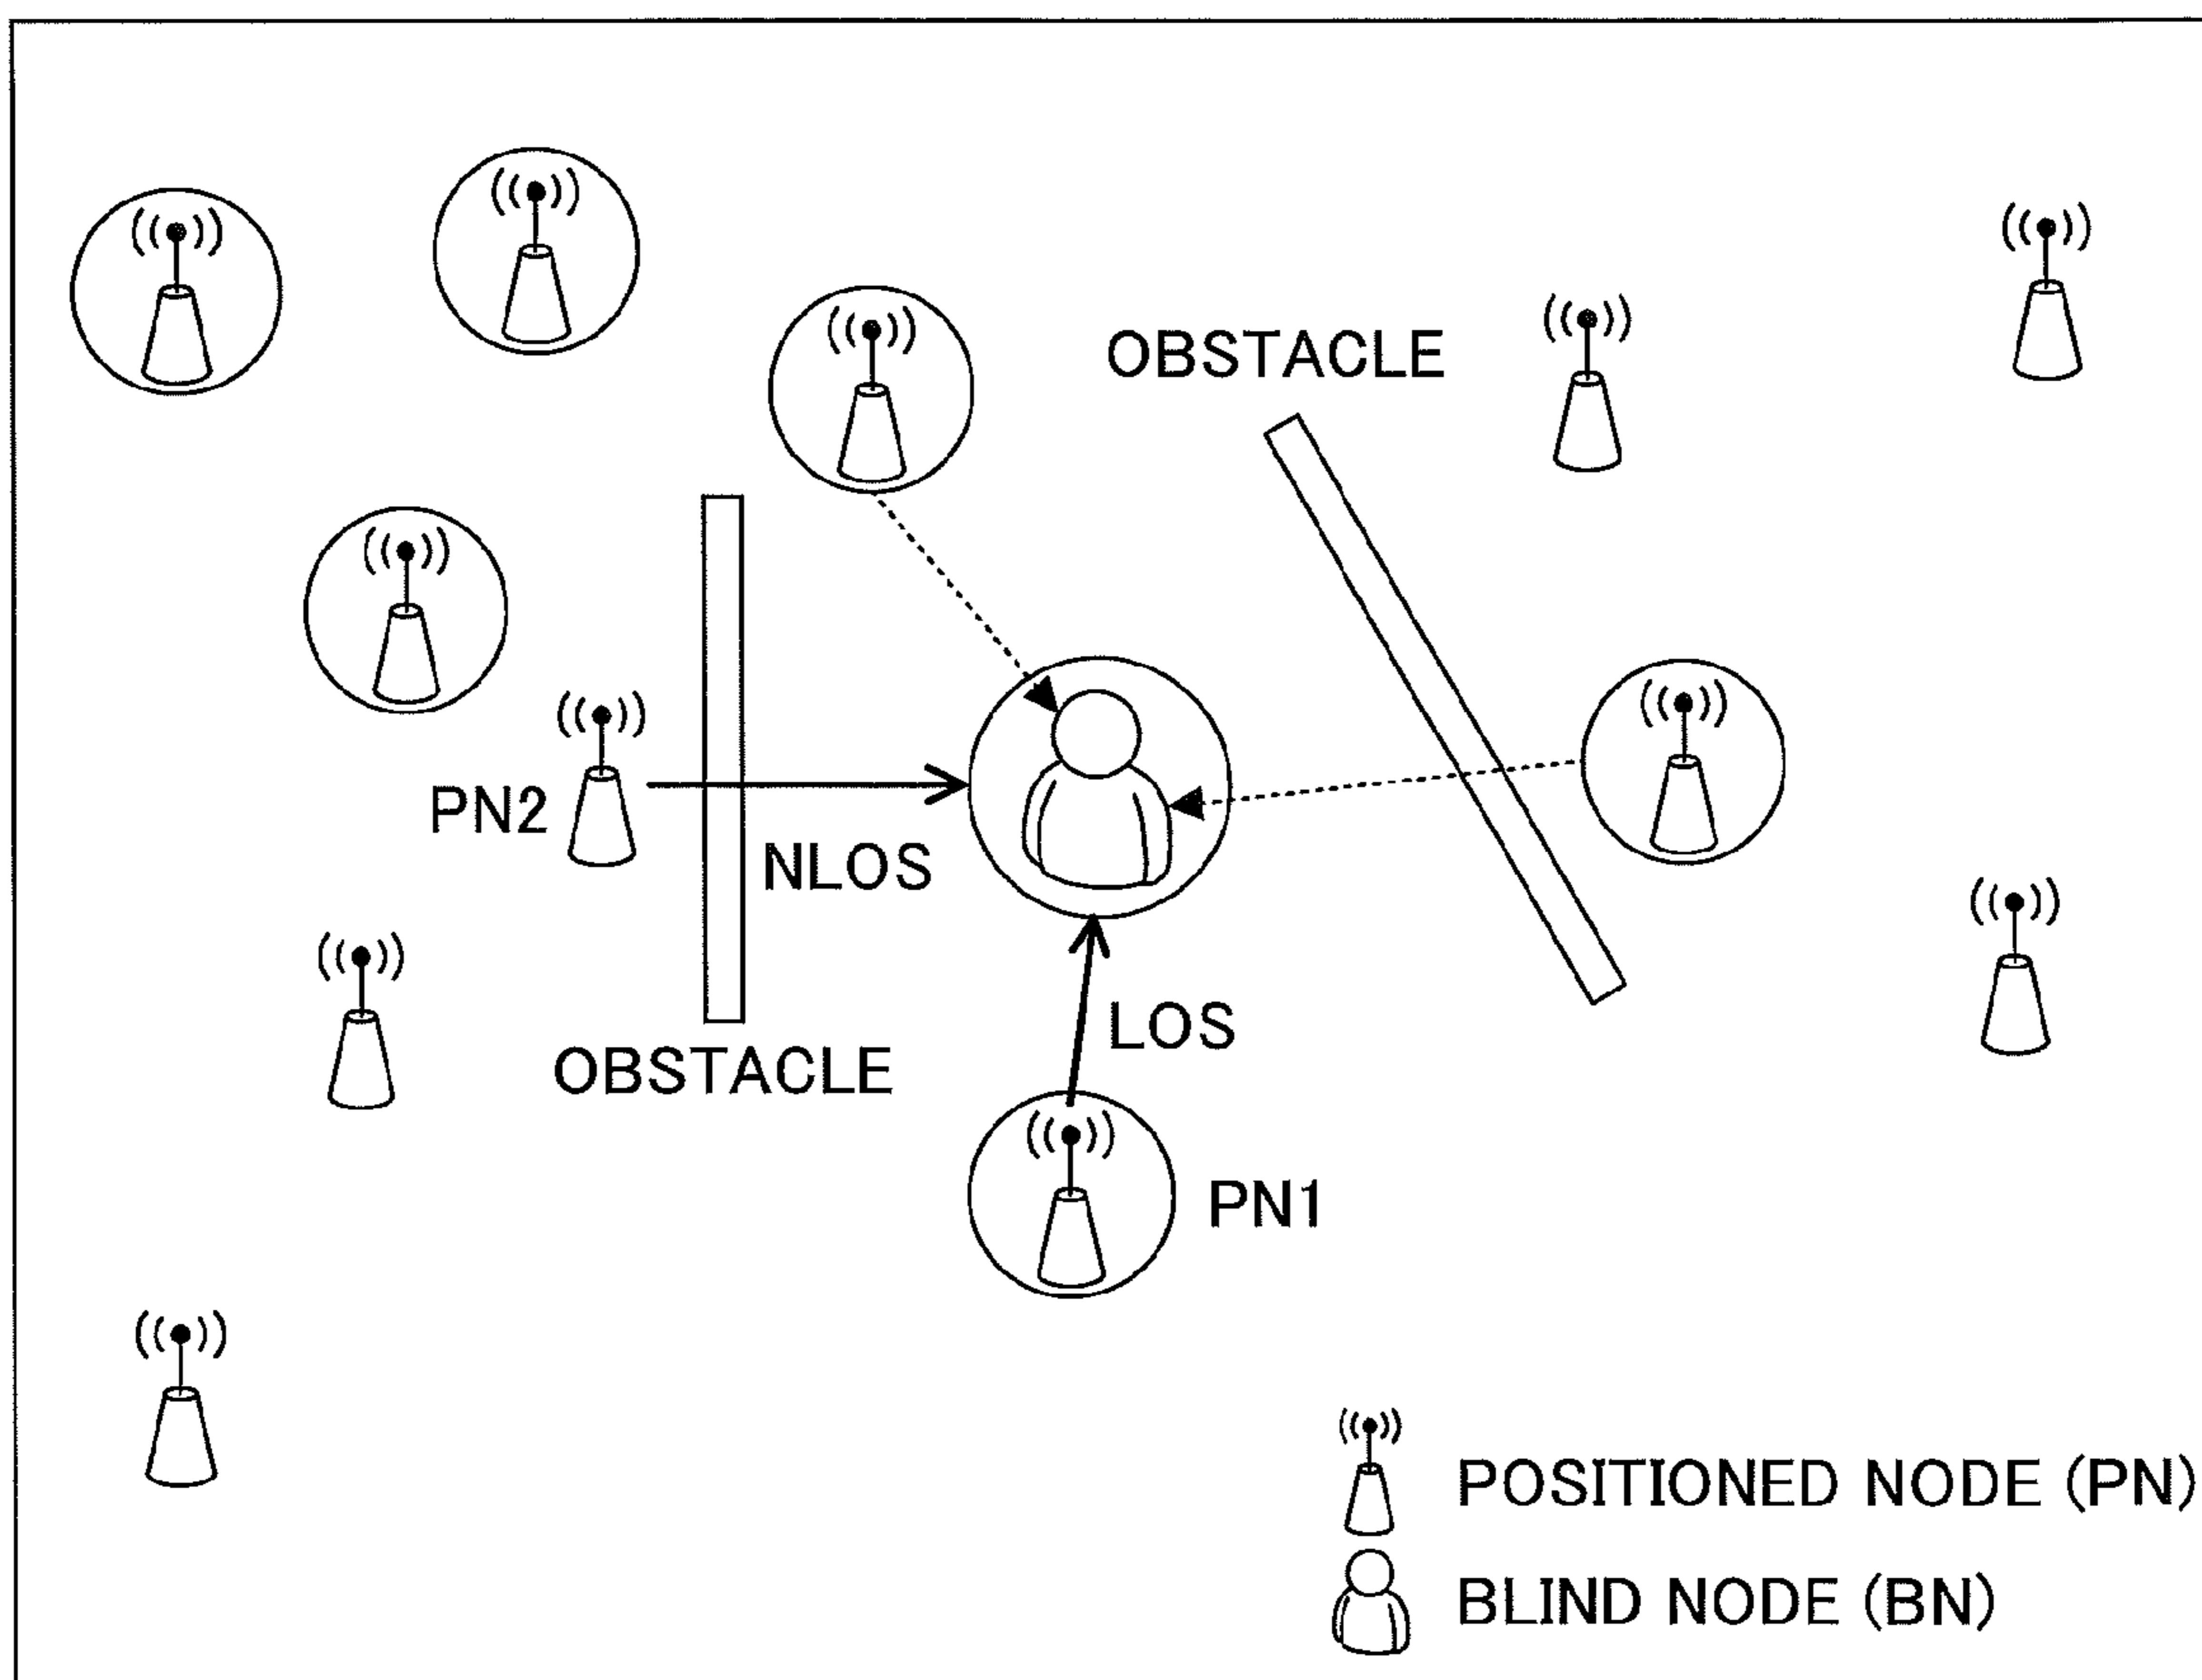 OBSTACLE
PN2
NLOS
LOS
OBSTACLE
PN1
POSITIONED NODE (PN)
BLIND NODE (BN)